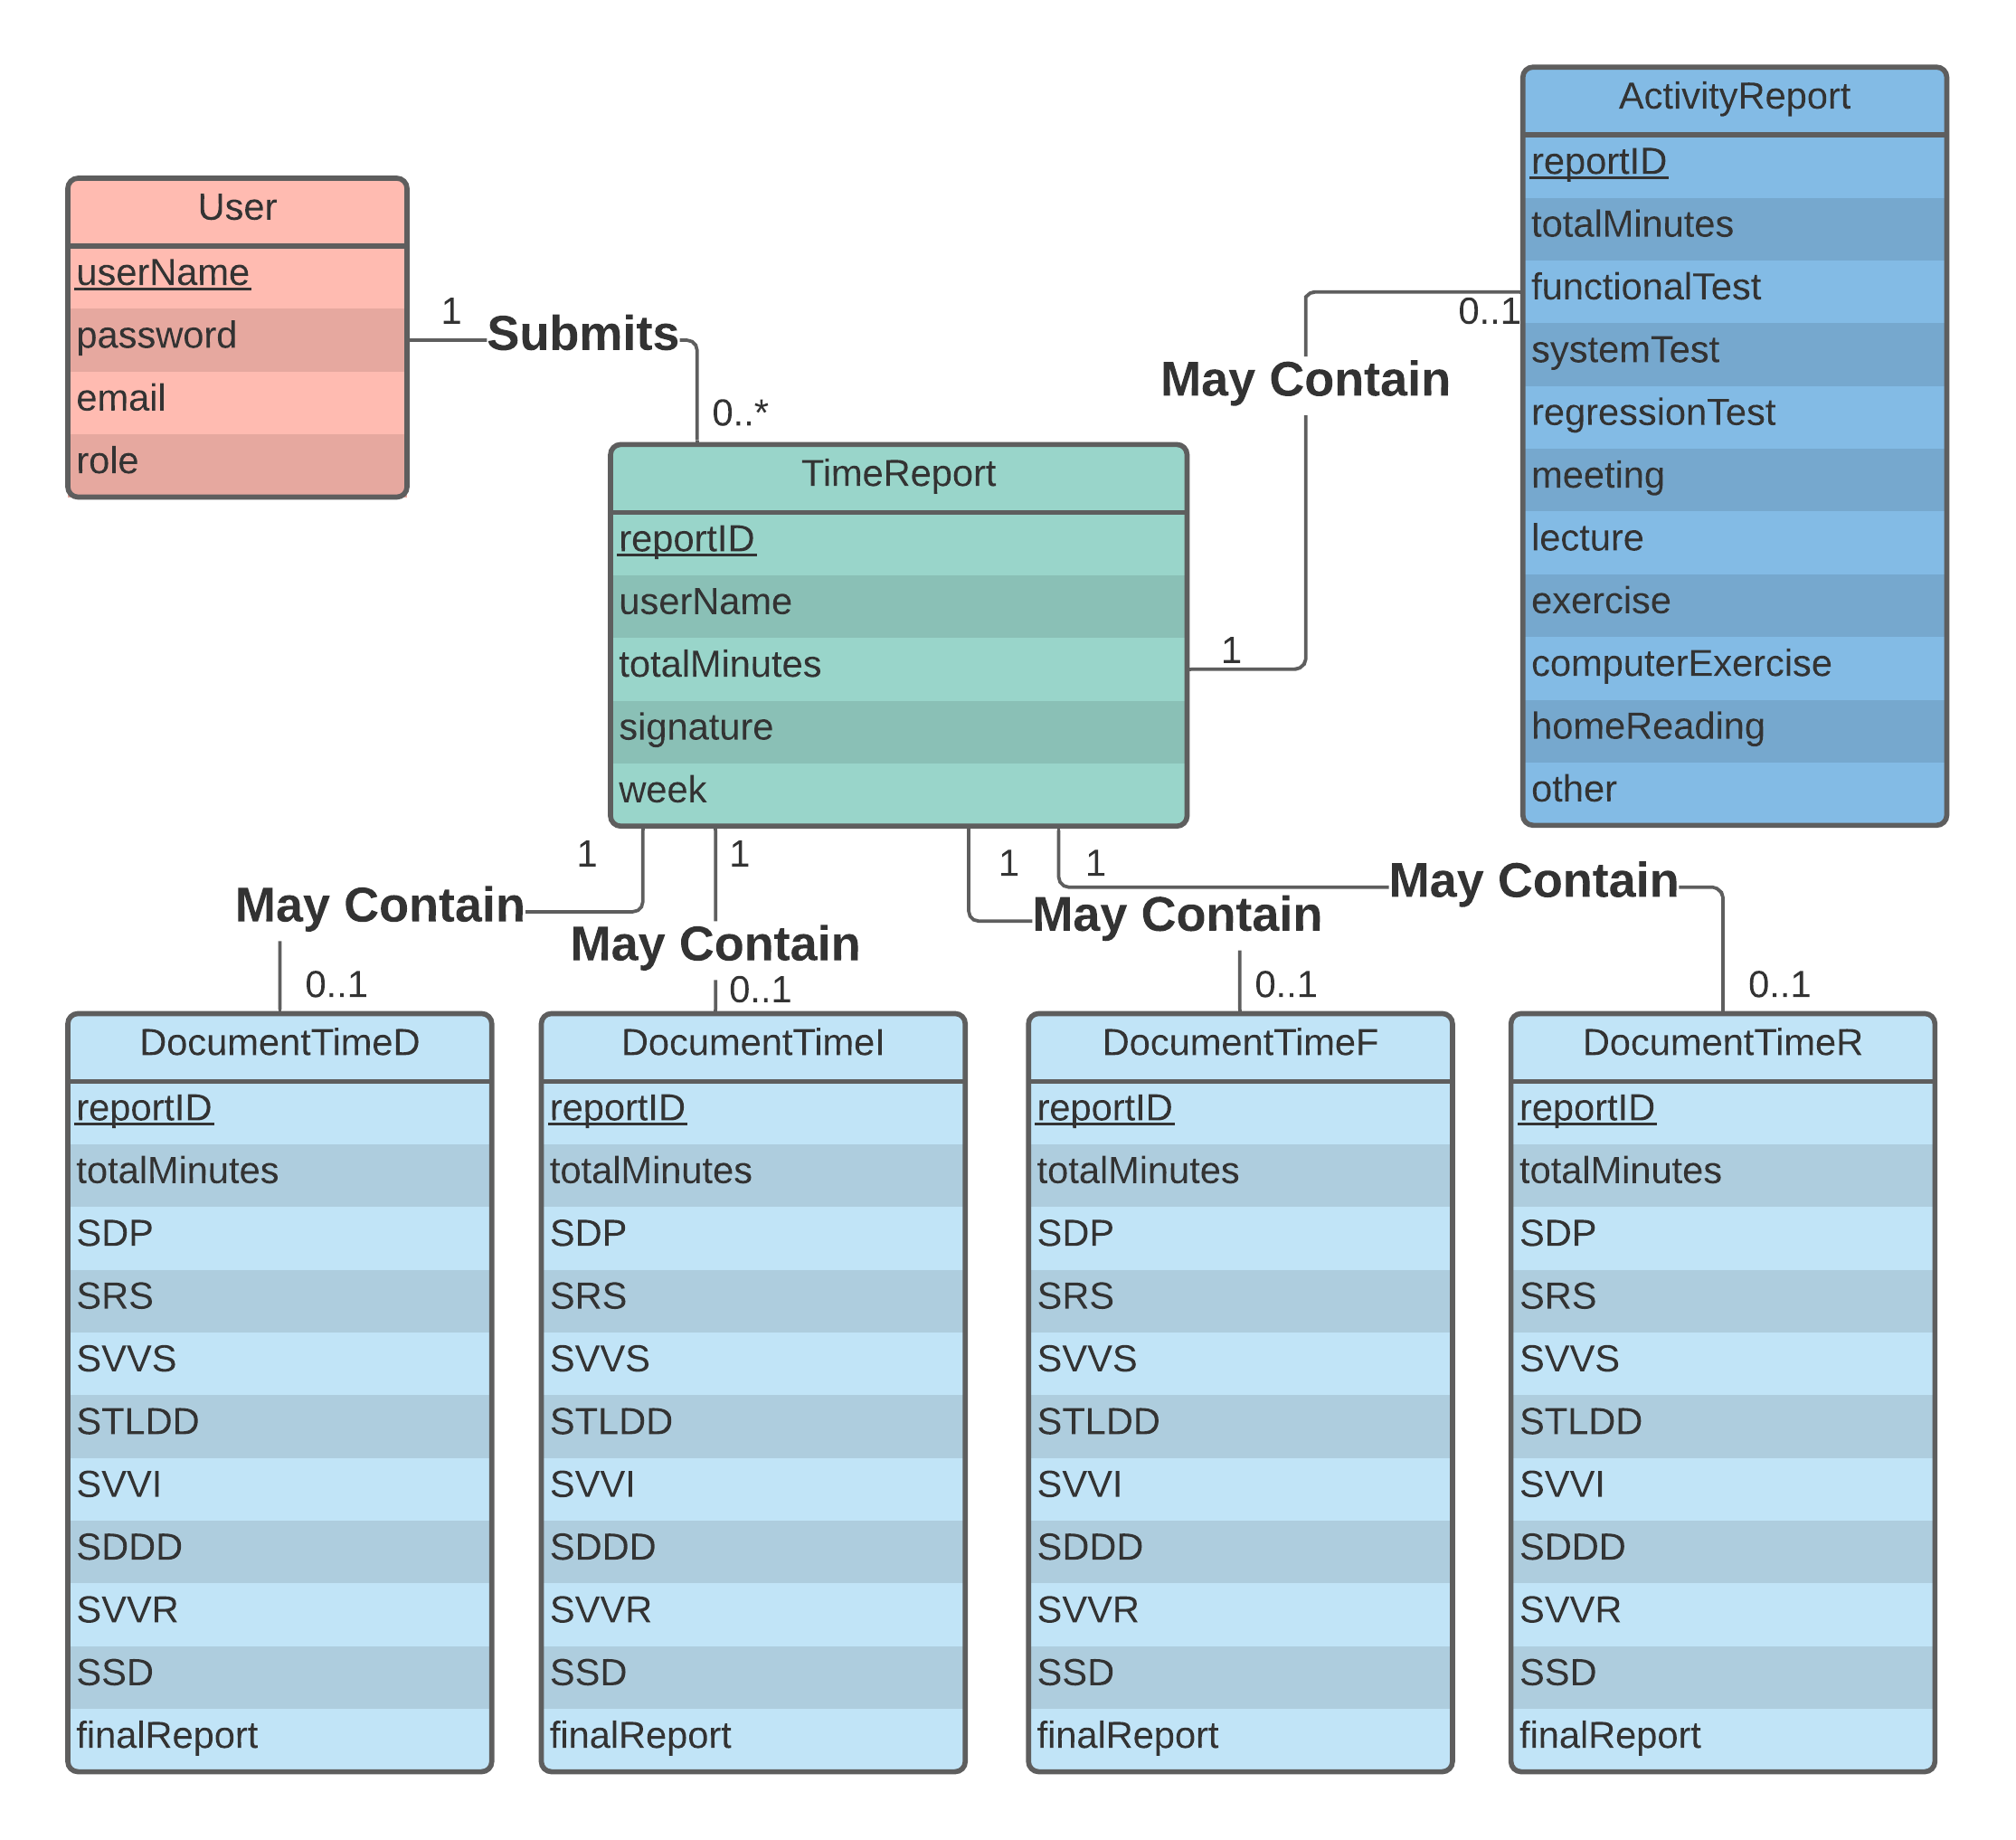 ActivityReport
reportID
totalMinutes
functionalTest
systemTest
regressionTest
meeting
lecture
exercise
computerExercise
homeReading
other
User
userName
password
email
role
1
Submits
0..*
0..1
May Contain
1
TimeReport
reportID
userName
totalMinutes
signature
week
1
May Contain
0..1
1
May Contain
0..1
1
May Contain
0..1
1
May Contain
0..1
DocumentTimeD
reportID
totalMinutes
SDP
SRS
SVVS
STLDD
SVVI
SDDD
SVVR
SSD
finalReport
DocumentTimeI
reportID
totalMinutes
SDP
SRS
SVVS
STLDD
SVVI
SDDD
SVVR
SSD
finalReport
DocumentTimeF
reportID
totalMinutes
SDP
SRS
SVVS
STLDD
SVVI
SDDD
SVVR
SSD
finalReport
DocumentTimeR
reportID
totalMinutes
SDP
SRS
SVVS
STLDD
SVVI
SDDD
SVVR
SSD
finalReport